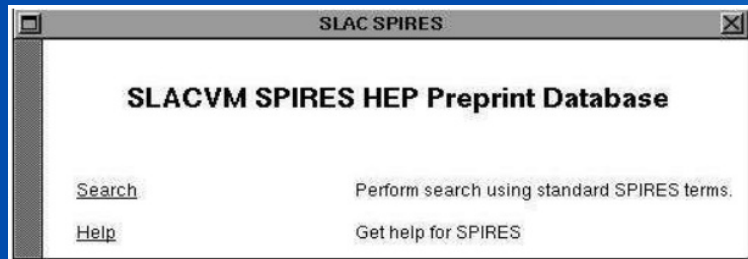 SLAC SPIRES
SLACVM SPIRES HEP Preprint Database
Search Perform search using standard SPIRES terms.
Help Get help for SPIRES